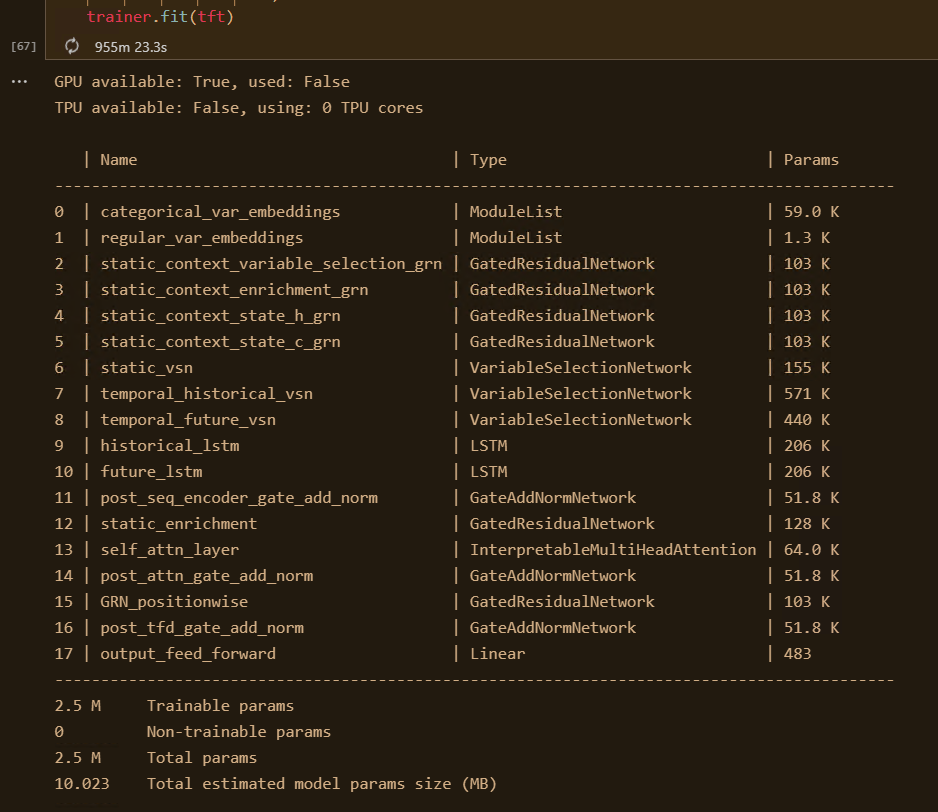 trainer.fit(tft)
[67] 955m 23.3s
... GPU available: True, used: False
TPU available: False, using: 0 TPU cores
| Name | Type | Params
-------------------------------------------------------------------------------------------
0 | categorical_var_embeddings | ModuleList | 59.0 K
1 | regular_var_embeddings | ModuleList | 1.3 K
2 | static_context_variable_selection_grn | GatedResidualNetwork | 103 K
3 | static_context_enrichment_grn | GatedResidualNetwork | 103 K
4 | static_context_state_h_grn | GatedResidualNetwork | 103 K
5 | static_context_state_c_grn | GatedResidualNetwork | 103 K
6 | static_vsn | VariableSelectionNetwork | 155 K
7 | temporal_historical_vsn | VariableSelectionNetwork | 571 K
8 | temporal_future_vsn | VariableSelectionNetwork | 440 K
9 | historical_lstm | LSTM | 206 K
10 | future_lstm | LSTM | 206 K
11 | post_seq_encoder_gate_add_norm | GateAddNormNetwork | 51.8 K
12 | static_enrichment | GatedResidualNetwork | 128 K
13 | self_attn_layer | InterpretableMultiHeadAttention | 64.0 K
14 | post_attn_gate_add_norm | GateAddNormNetwork | 51.8 K
15 | GRN_positionwise | GatedResidualNetwork | 103 K
16 | post_tfd_gate_add_norm | GateAddNormNetwork | 51.8 K
17 | output_feed_forward | Linear | 483
-------------------------------------------------------------------------------------------
2.5 M Trainable params
0 Non-trainable params
2.5 M Total params
10.023 Total estimated model params size (MB)